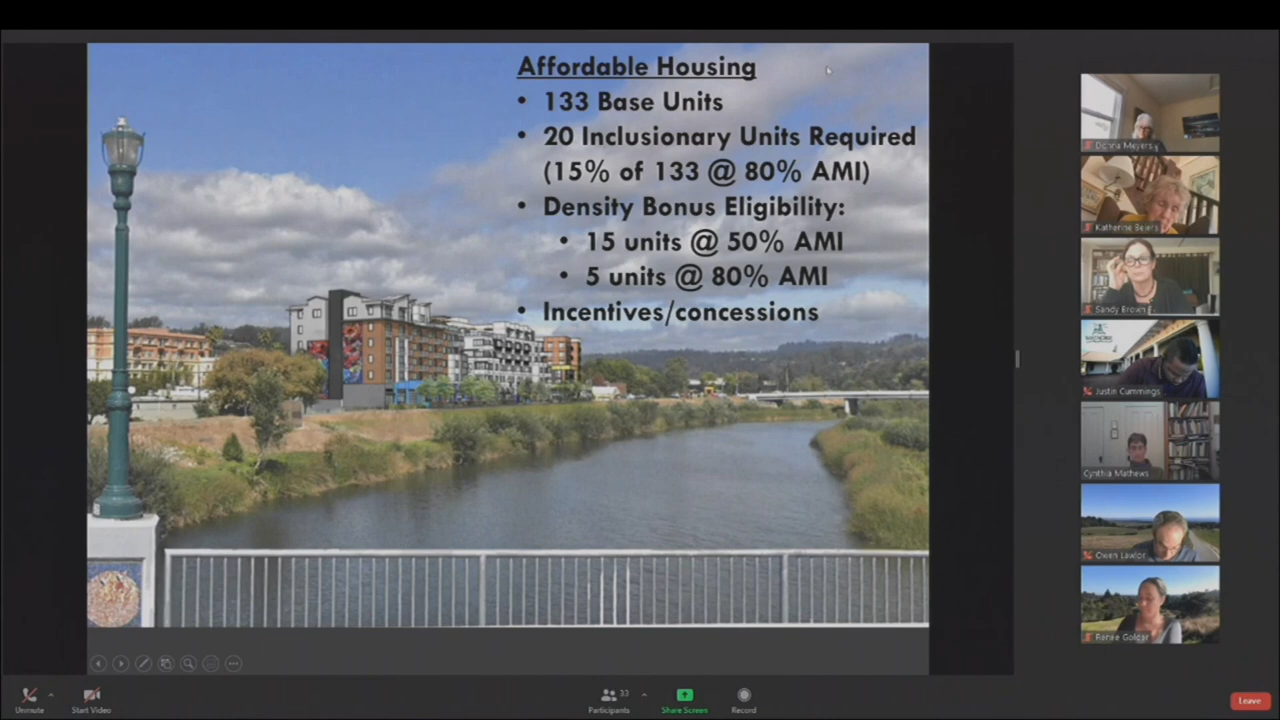 Affordable Housing
• 133 Base Units
• 20 Inclusionary Units Required
(15% of 133 @ 80% AMI)
• Density Bonus Eligibility:
• 15 units @ 50% AMI
• 5 units @ 80% AMI
• Incentives/concessions
Donna Meyers
Katherine Beiers
Sandy Brown
Justin Cummings
Cynthia Mathews
Owen Lawlor
Renee Golder
Unmute
Start Video
Participants
33
Share Screen
Record
Leave